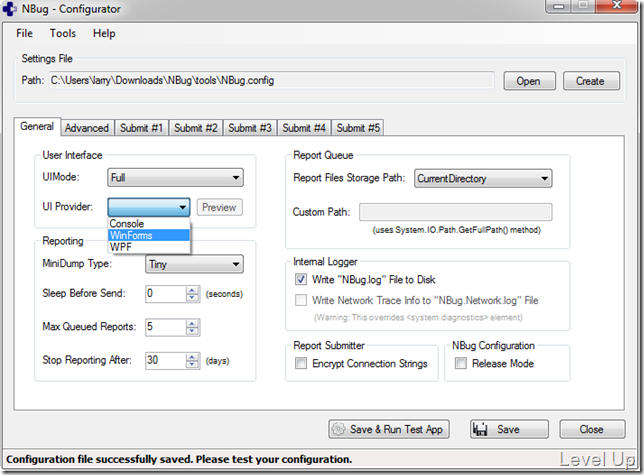 NBug - Configurator
File Tools Help
Settings File
Path: C:\Users\larry\Downloads\NBug\tools\NBug.config Open Create
General Advanced Submit #1 Submit #2 Submit #3 Submit #4 Submit #5
User Interface
UIMode: Full
UI Provider: Preview
Console
WinForms
WPF
Reporting
MiniDump Type: Tiny
Sleep Before Send: 0 (seconds)
Max Queued Reports: 5
Stop Reporting After: 30 (days)
Report Queue
Report Files Storage Path: CurrentDirectory
Custom Path:
(uses System.IO.Path.GetFullPath() method)
Internal Logger
Write "NBug.log" File to Disk
Write Network Trace Info to "NBug.Network.log" File
(Warning: This overrides <system.diagnostics> element)
Report Submitter
Encrypt Connection Strings
NBug Configuration
Release Mode
Save & Run Test App Save Close
Configuration file successfully saved. Please test your configuration.
Level Up